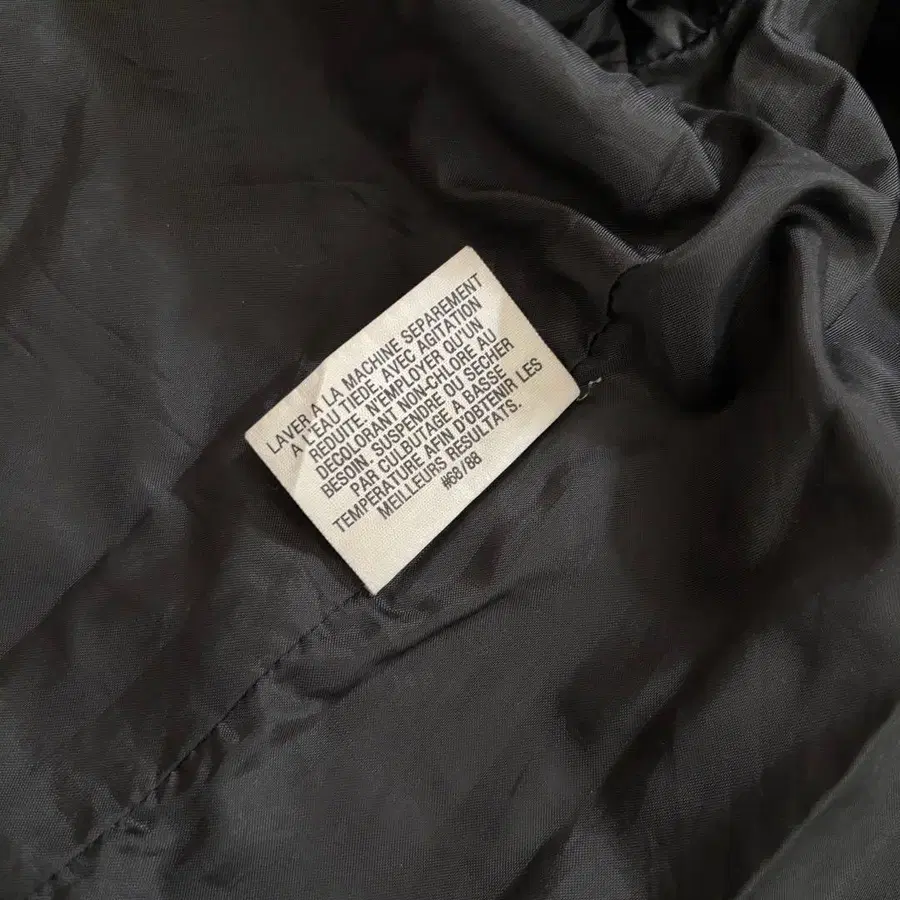 LAVER A LA MACHINE SEPAREMENT
A L'EAU TIEDE, AVEC AGITATION
REDUITE. N'EMPLOYER QU'UN
DECOLORANT NON-CHLORE AU
BESOIN. SUSPENDRE OU SECHER
PAR CULBUTAGE A BASSE
TEMPERATURE AFIN D'OBTENIR LES
MEILLEURS RESULTATS.
#68/88